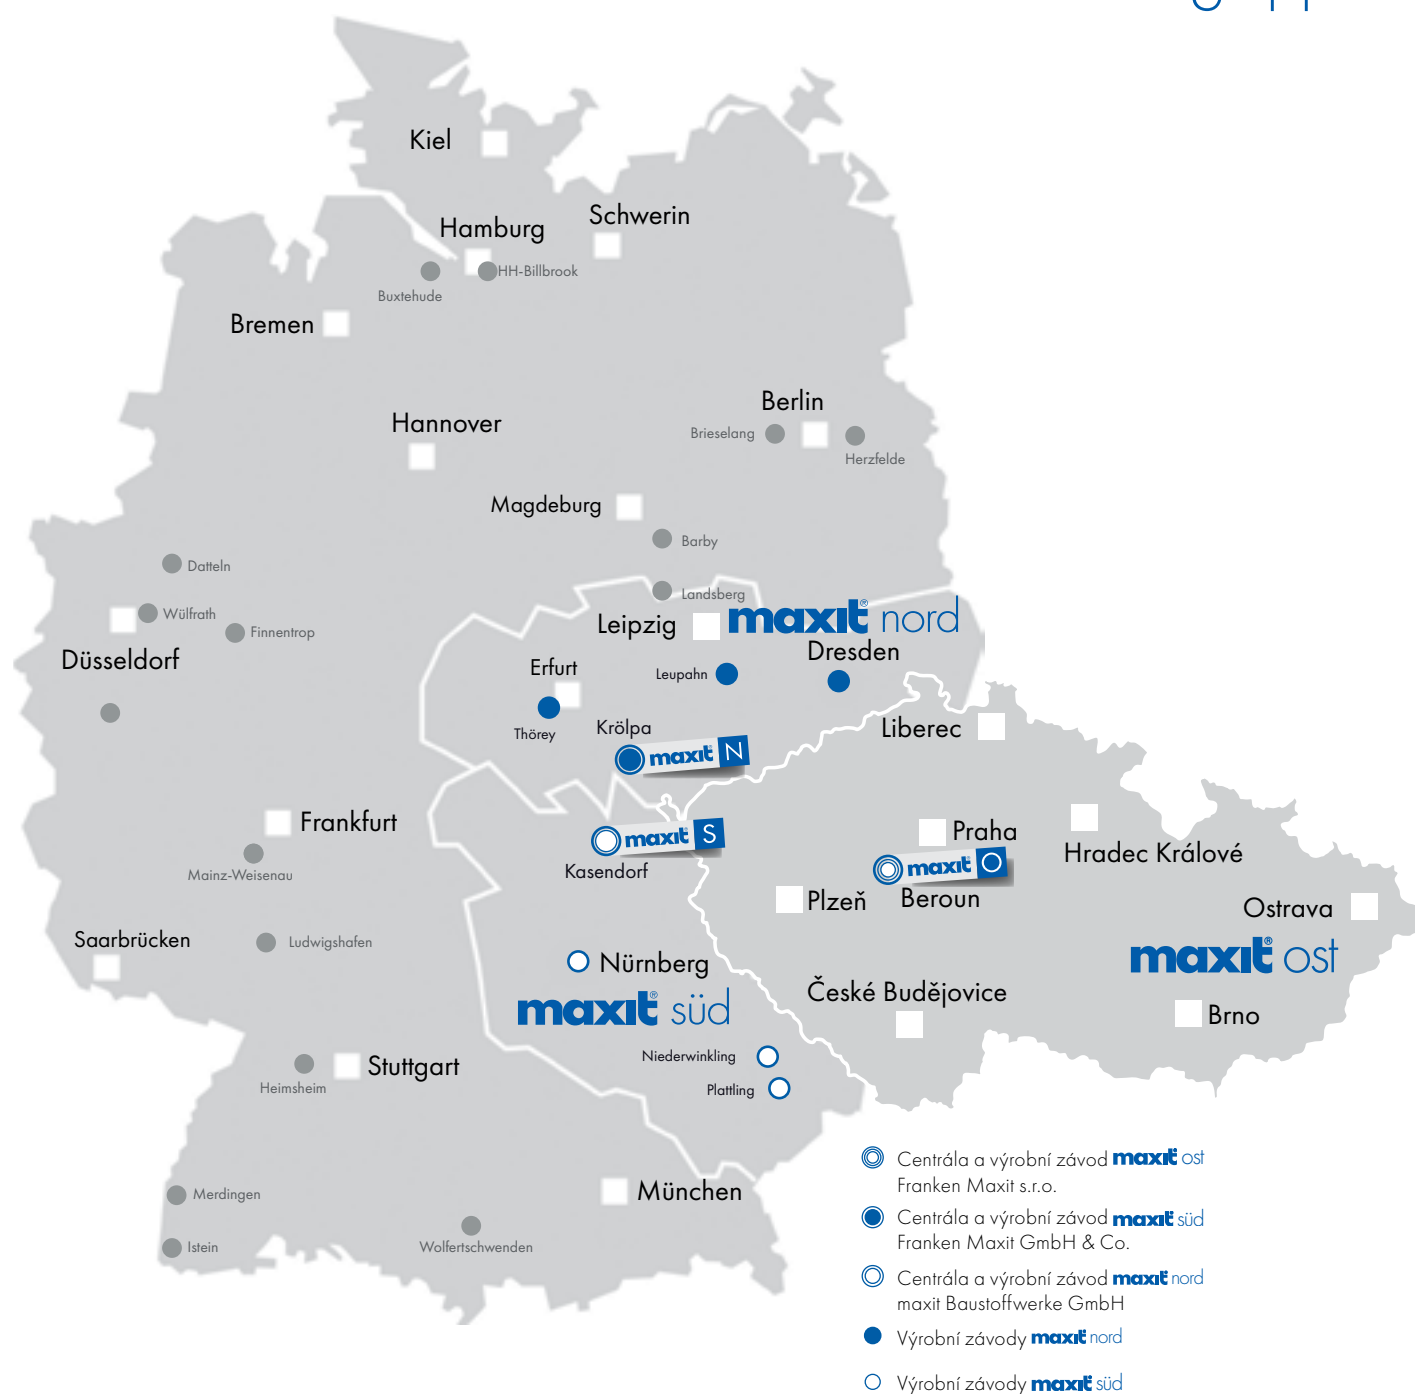 Kiel
Schwerin
Hamburg
HH-Billbrook
Buxtehude
Bremen
Berlin
Hannover
Brieselang
Herzfelde
Magdeburg
Barby
Datteln
Landsberg
Wülfrath
Finnentrop
Leipzig
maxit® nord
Düsseldorf
Dresden
Erfurt
Leupahn
Thörey
Krölpa
maxit N
Liberec
Frankfurt
maxit S
Praha
Hradec Králové
Mainz-Weisenau
Kasendorf
maxit O
Plzeň
Beroun
Ostrava
Saarbrücken
Ludwigshafen
Nürnberg
maxit® ost
maxit® süd
České Budějovice
Brno
Niederwinkling
Stuttgart
Heimsheim
Plattling
Merdingen
München
Istein
Wolfertschwenden
Centrála a výrobní závod maxit ost
Franken Maxit s.r.o.
Centrála a výrobní závod maxit süd
Franken Maxit GmbH & Co.
Centrála a výrobní závod maxit nord
maxit Baustoffwerke GmbH
Výrobní závody maxit nord
Výrobní závody maxit süd